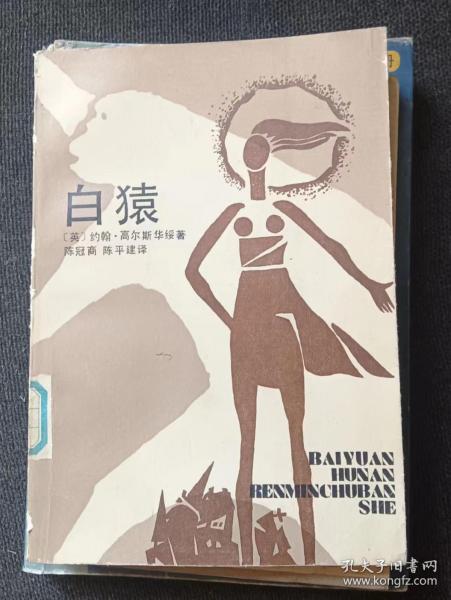 白猿
〔英〕约翰·高尔斯华绥著
陈冠商 陈平建译
BAIYUAN
HUNAN
RENMINCHUBAN
SHE
孔夫子旧书网
www.kongfz.com